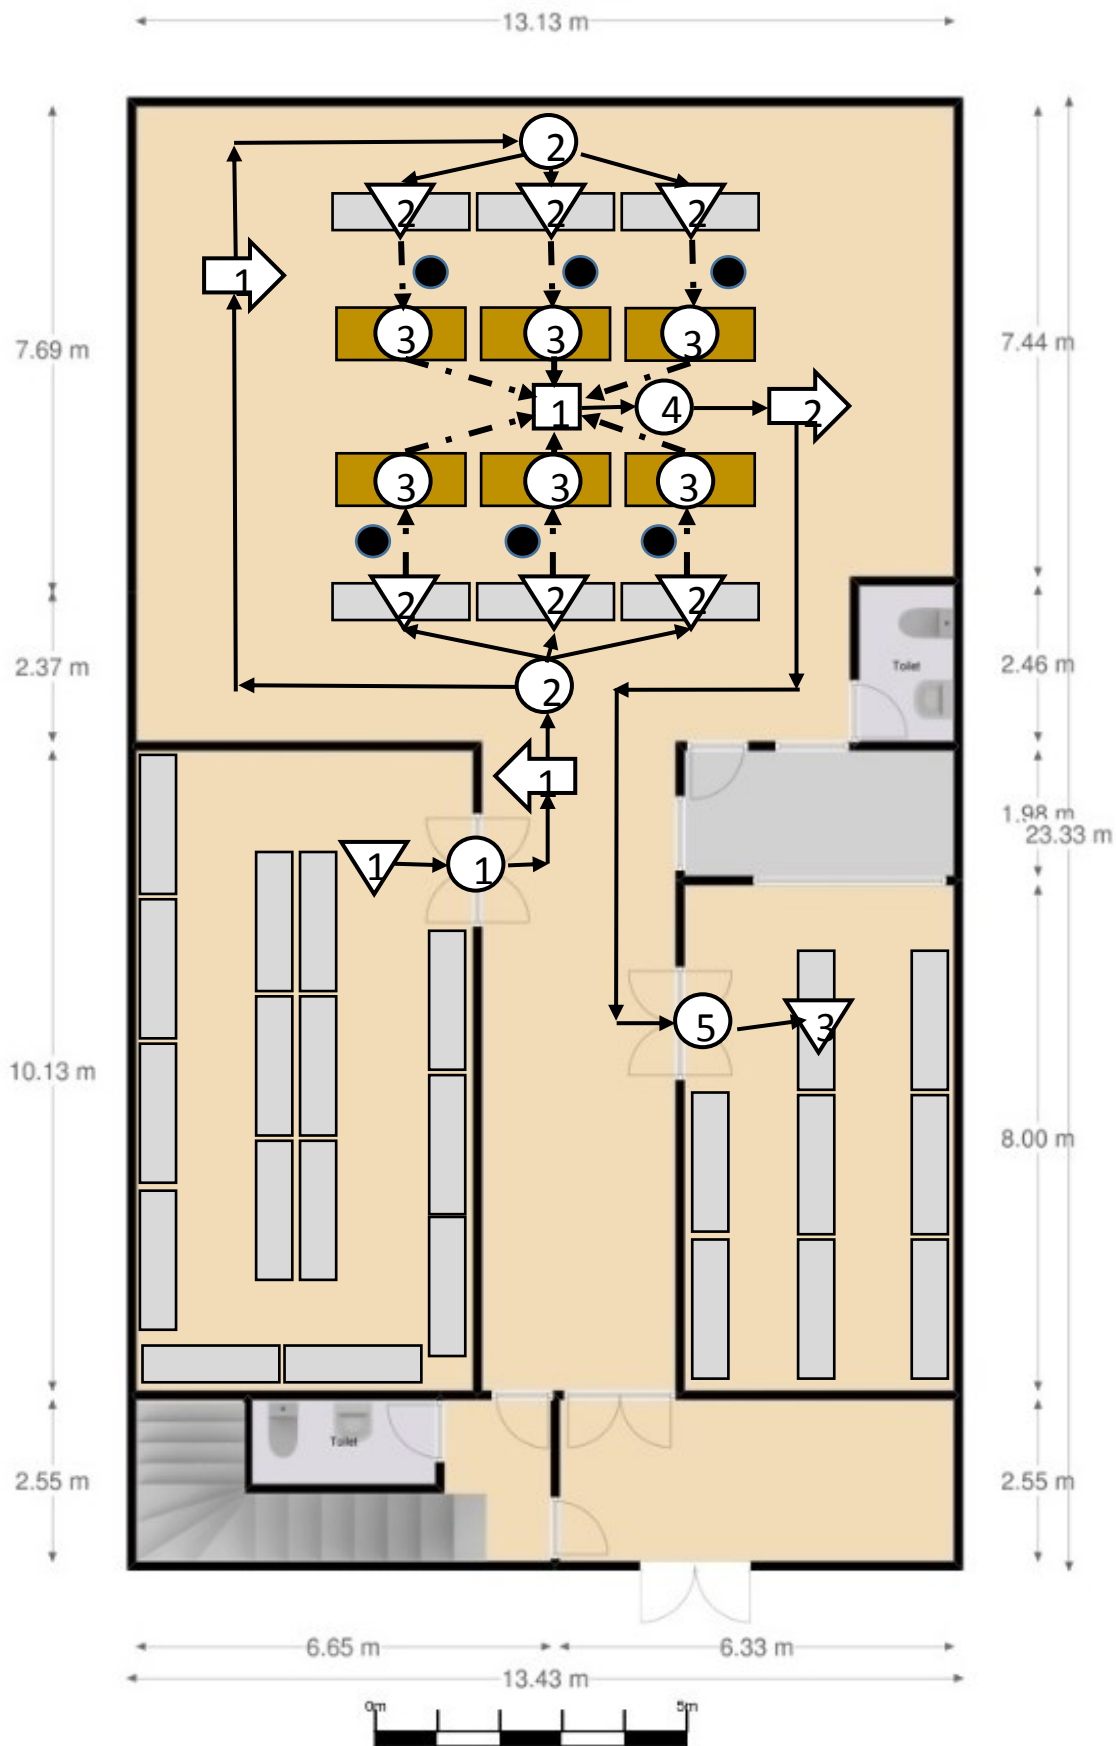 13.13 m
2
2 2 2
1
3 3 3
7.69 m
7.44 m
1 4 2
3 3 3
2 2 2
2.37 m
Toilet
2.46 m
2
1
1.98 m
23.33 m
1 1
5 3
10.13 m
8.00 m
Toilet
2.55 m
2.55 m
6.65 m
6.33 m
13.43 m
0m 5m